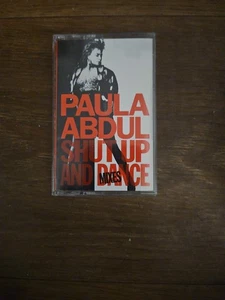 PAULA
ABDUL
SHUT UP
AND DANCE
MIXES